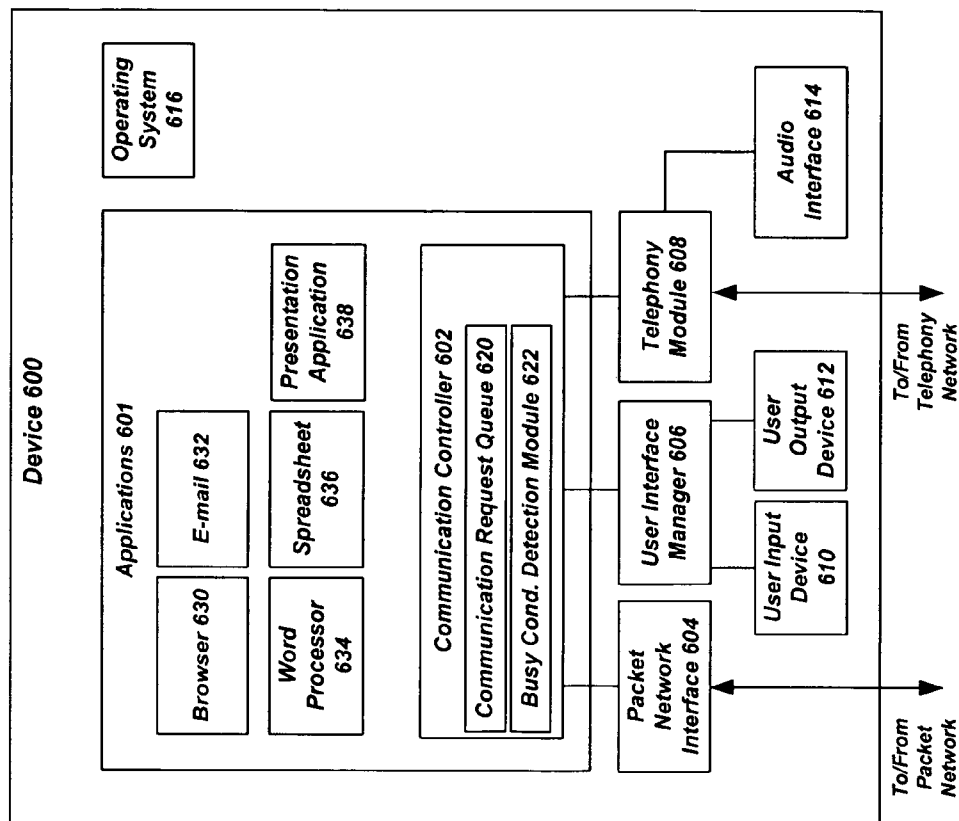 Device 600
Operating
System
616
Applications 601
Browser 630
E-mail 632
Word
Processor
634
Spreadsheet
636
Presentation
Application
638
Communication Controller 602
Communication Request Queue 620
Busy Cond. Detection Module 622
Packet
Network
Interface 604
User Interface
Manager 606
Telephony
Module 608
User Input
Device
610
User
Output
Device 612
Audio
Interface 614
To/From
Packet
Network
To/From
Telephony
Network